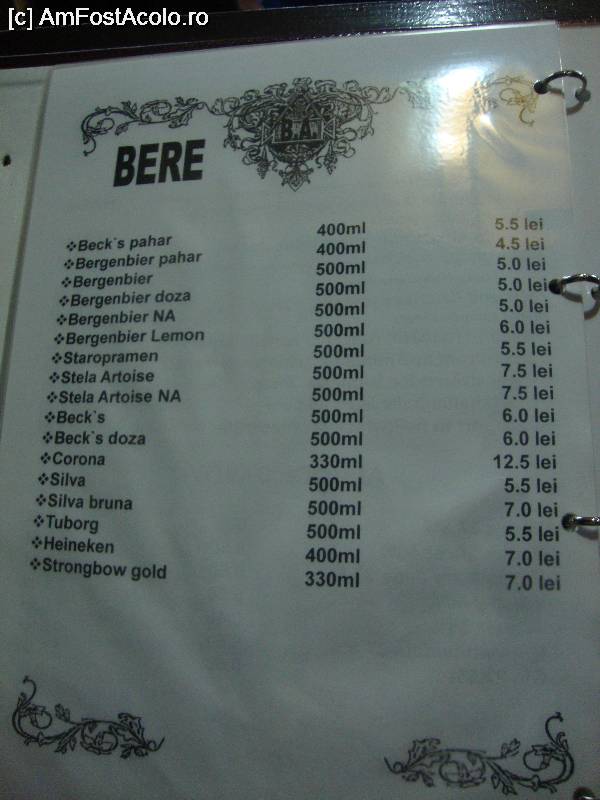 [c] AmFostAcolo.ro
B.A.
BERE
❖Beck`s pahar 400ml 5.5 lei
❖Bergenbier pahar 400ml 4.5 lei
❖Bergenbier 500ml 5.0 lei
❖Bergenbier doza 500ml 5.0 lei
❖Bergenbier NA 500ml 5.0 lei
❖Bergenbier Lemon 500ml 6.0 lei
❖Staropramen 500ml 5.5 lei
❖Stela Artoise 500ml 7.5 lei
❖Stela Artoise NA 500ml 7.5 lei
❖Beck`s 500ml 6.0 lei
❖Beck`s doza 500ml 6.0 lei
❖Corona 330ml 12.5 lei
❖Silva 500ml 5.5 lei
❖Silva bruna 500ml 7.0 lei
❖Tuborg 500ml 5.5 lei
❖Heineken 400ml 7.0 lei
❖Strongbow gold 330ml 7.0 lei